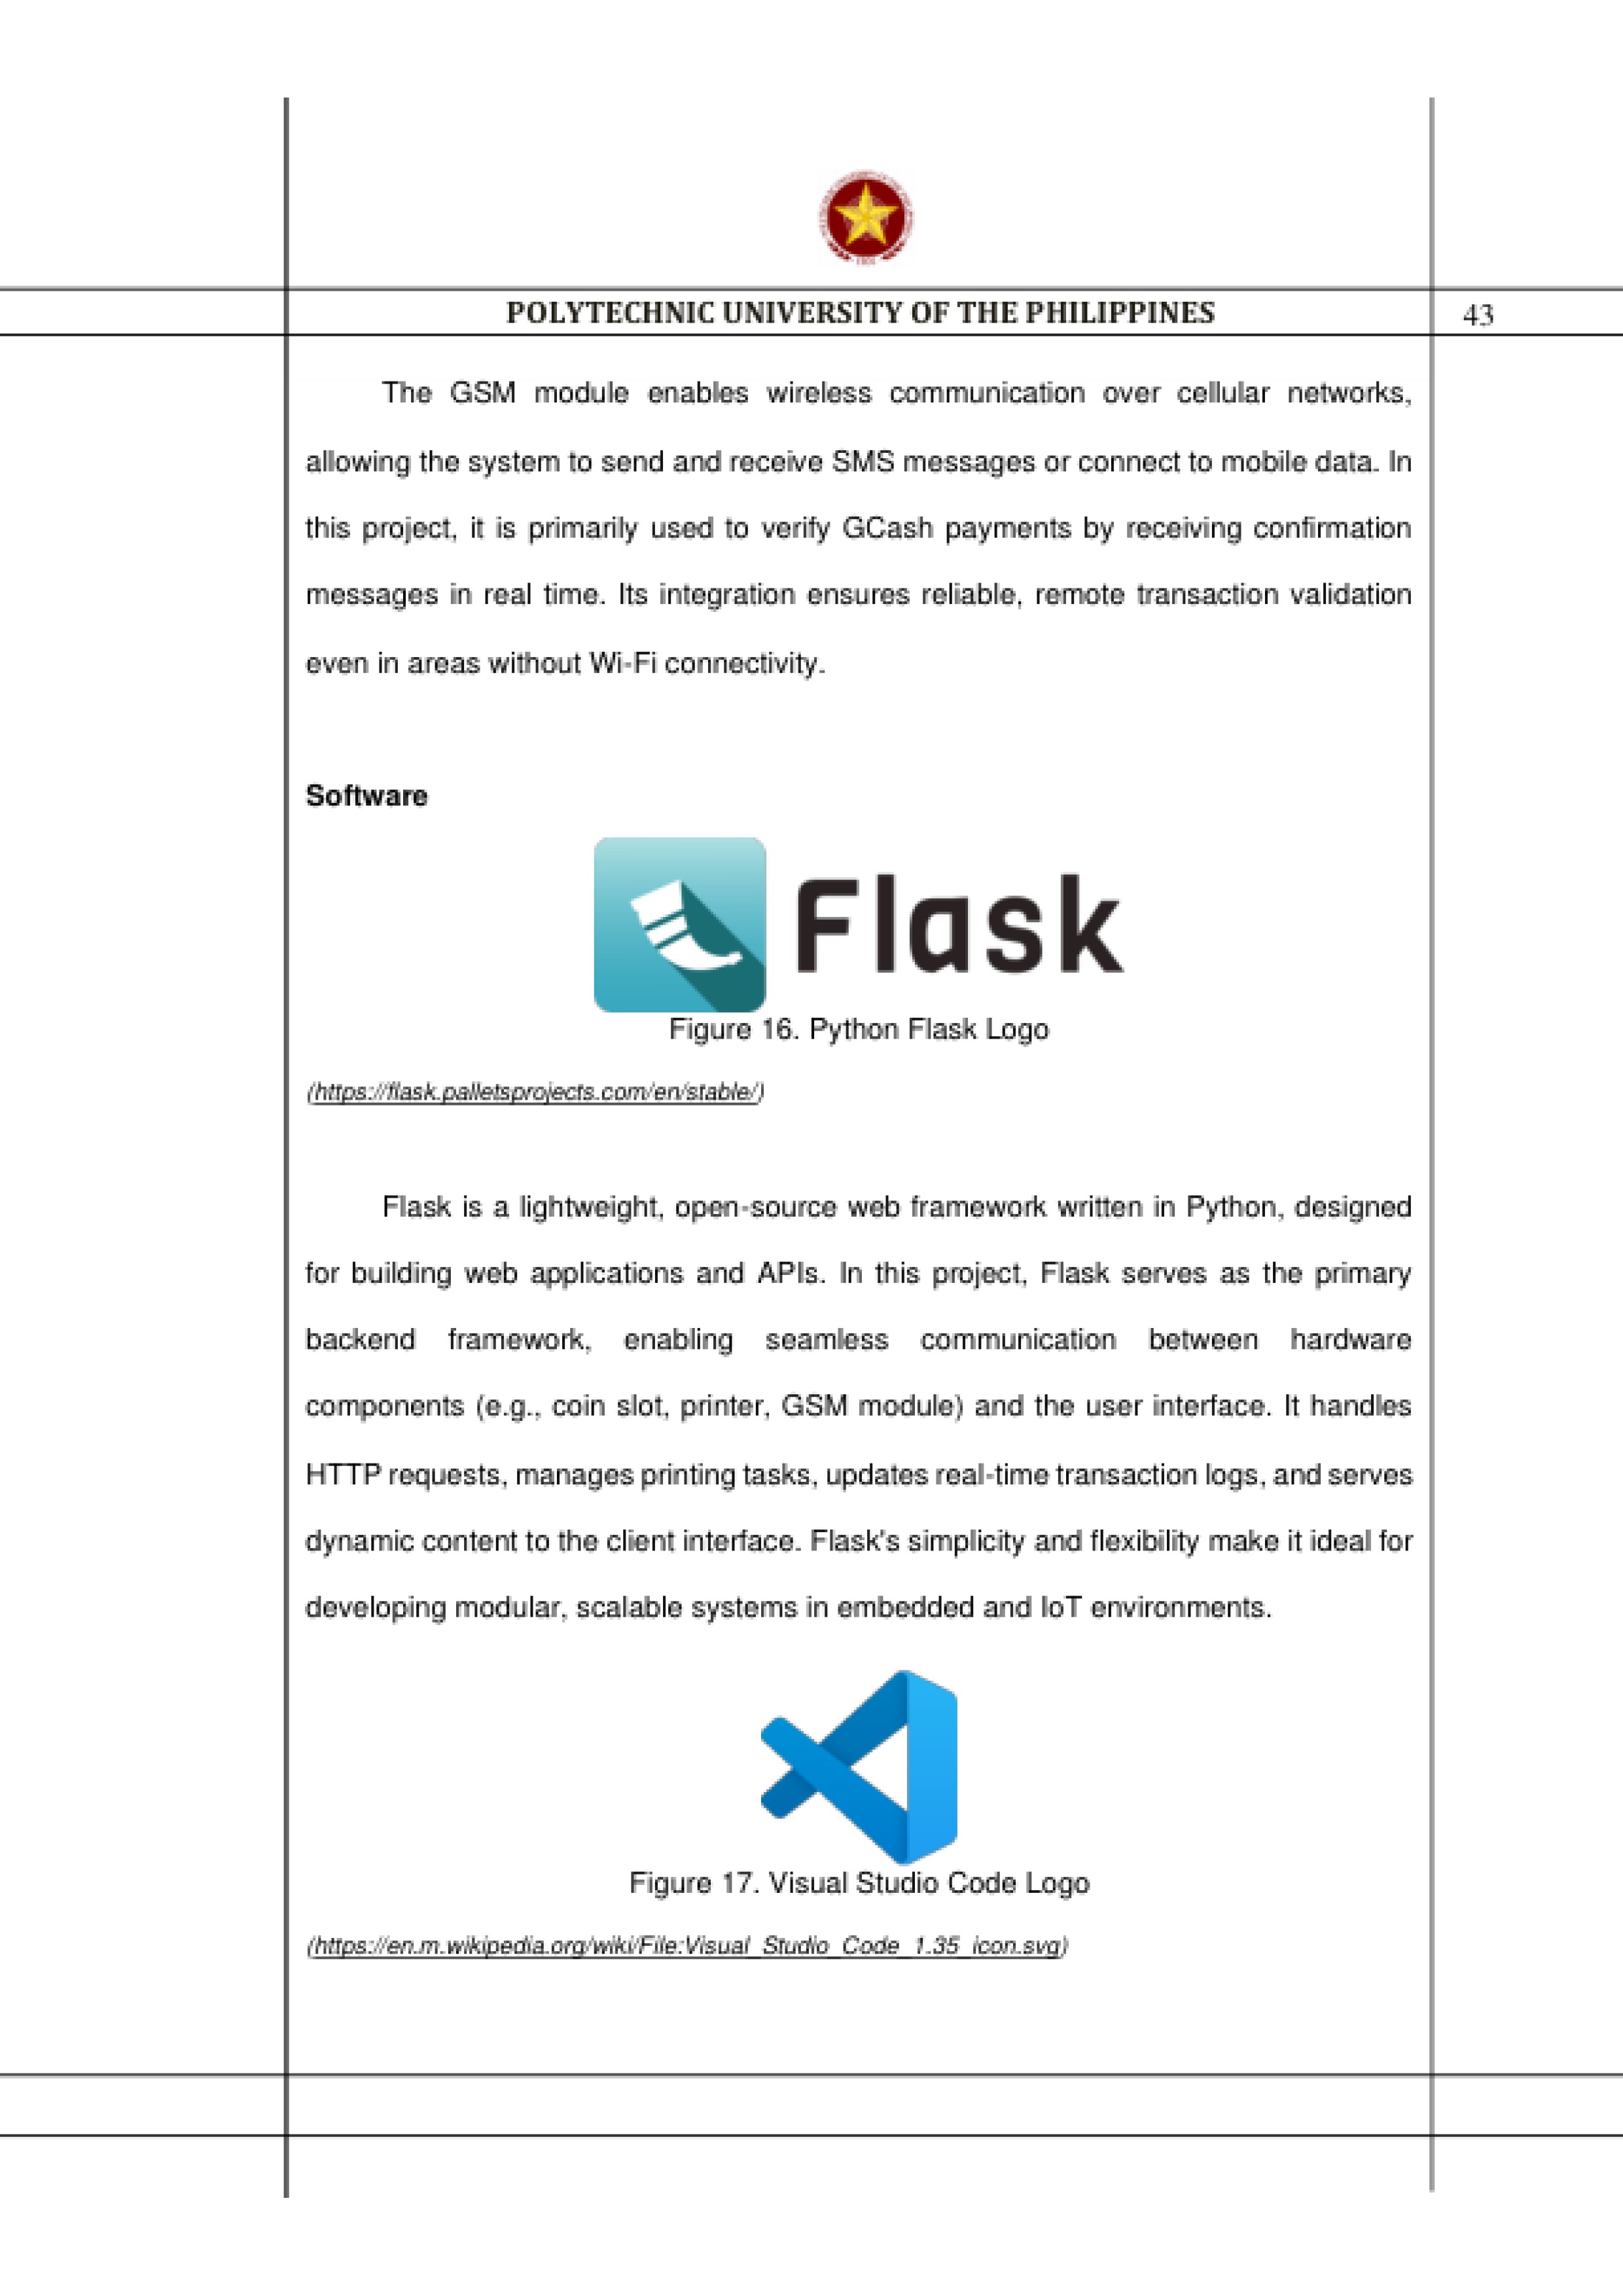 POLYTECHNIC UNIVERSITY OF THE PHILIPPINES
43
The GSM module enables wireless communication over cellular networks,
allowing the system to send and receive SMS messages or connect to mobile data. In
this project, it is primarily used to verify GCash payments by receiving confirmation
messages in real time. Its integration ensures reliable, remote transaction validation
even in areas without Wi-Fi connectivity.
Software
Flask
Figure 16. Python Flask Logo
(https://flask.palletsprojects.com/en/stable/)
Flask is a lightweight, open-source web framework written in Python, designed
for building web applications and APIs. In this project, Flask serves as the primary
backend framework, enabling seamless communication between hardware
components (e.g., coin slot, printer, GSM module) and the user interface. It handles
HTTP requests, manages printing tasks, updates real-time transaction logs, and serves
dynamic content to the client interface. Flask's simplicity and flexibility make it ideal for
developing modular, scalable systems in embedded and IoT environments.
Figure 17. Visual Studio Code Logo
(https://en.m.wikipedia.org/wiki/File:Visual_Studio_Code_1.35_icon.svg)